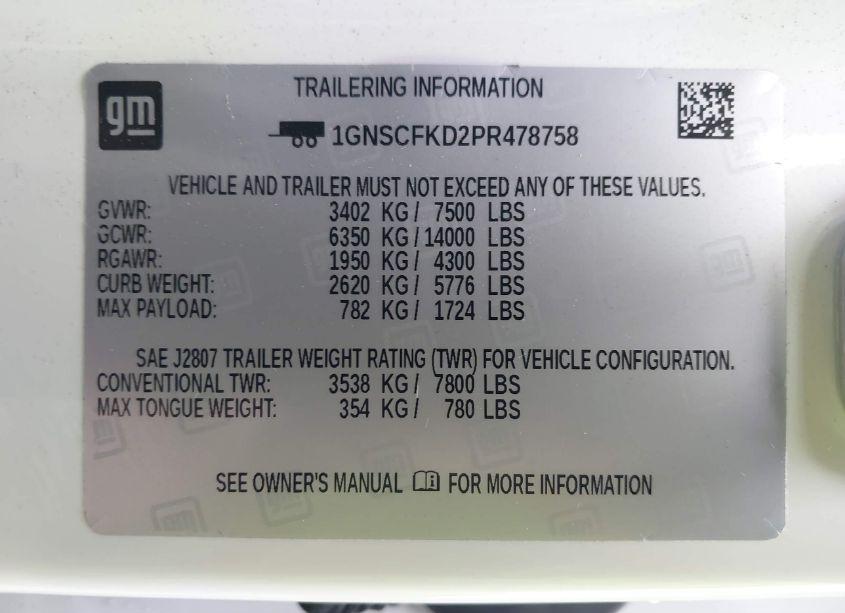 gm
TRAILERING INFORMATION
1GNSCFKD2PR478758
VEHICLE AND TRAILER MUST NOT EXCEED ANY OF THESE VALUES.
GVWR: 3402 KG/ 7500 LBS
GCWR: 6350 KG/14000 LBS
RGAWR: 1950 KG/ 4300 LBS
CURB WEIGHT: 2620 KG/ 5776 LBS
MAX PAYLOAD: 782 KG/ 1724 LBS
SAE J2807 TRAILER WEIGHT RATING (TWR) FOR VEHICLE CONFIGURATION.
CONVENTIONAL TWR: 3538 KG/ 7800 LBS
MAX TONGUE WEIGHT: 354 KG/ 780 LBS
SEE OWNER'S MANUAL FOR MORE INFORMATION